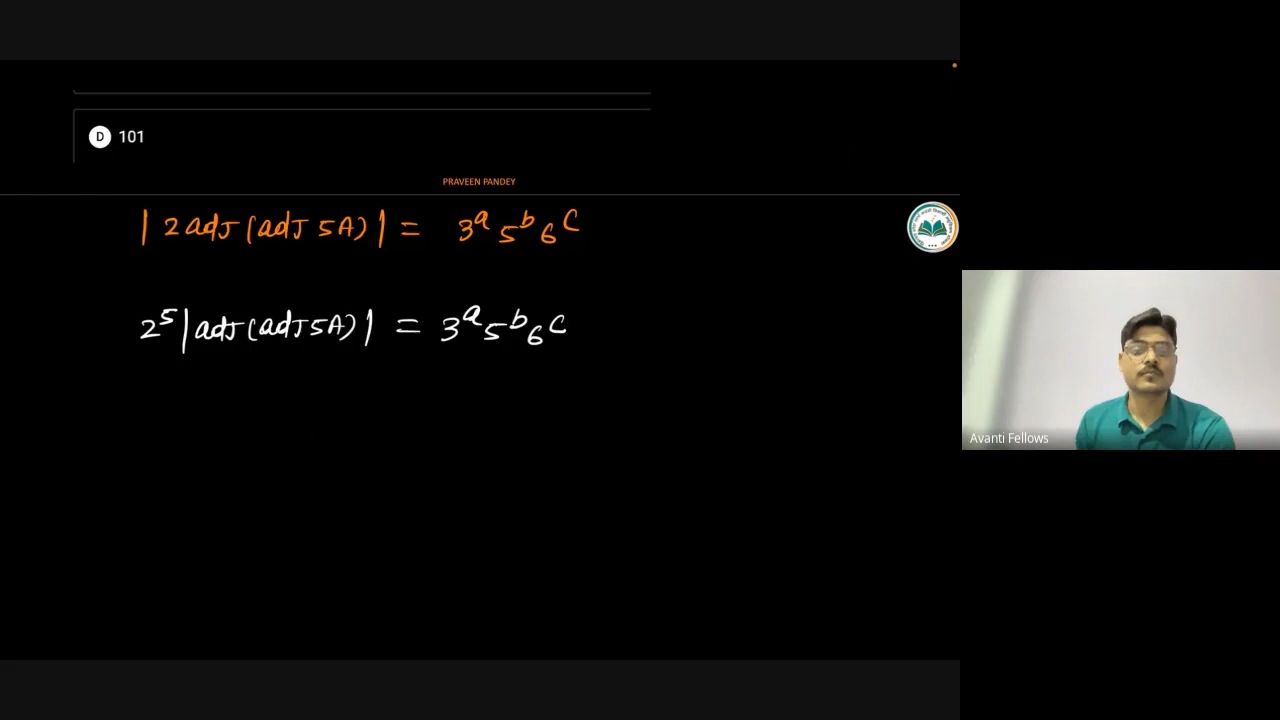 D 101
PRAVEEN PANDEY
|2 adj (adj 5A)| = 3^a 5^b 6^c
2^5 |adj (adj 5A)| = 3^a 5^b 6^c
Avanti Fellows